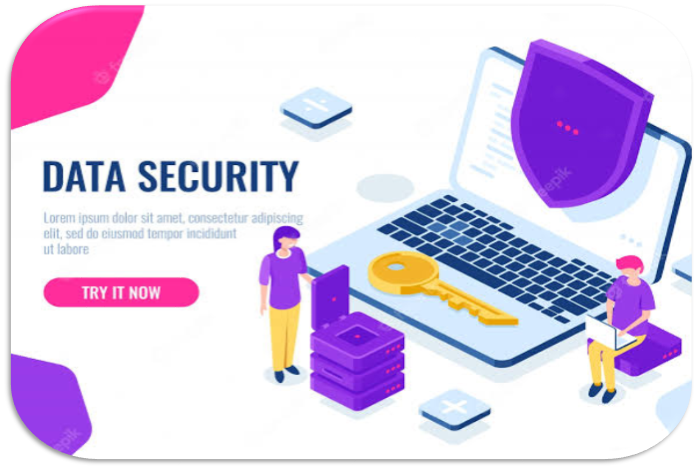 DATA SECURITY
Lorem ipsum dolor sit amet, consectetur adipiscing
elit, sed do eiusmod tempor incididunt
ut labore
TRY IT NOW